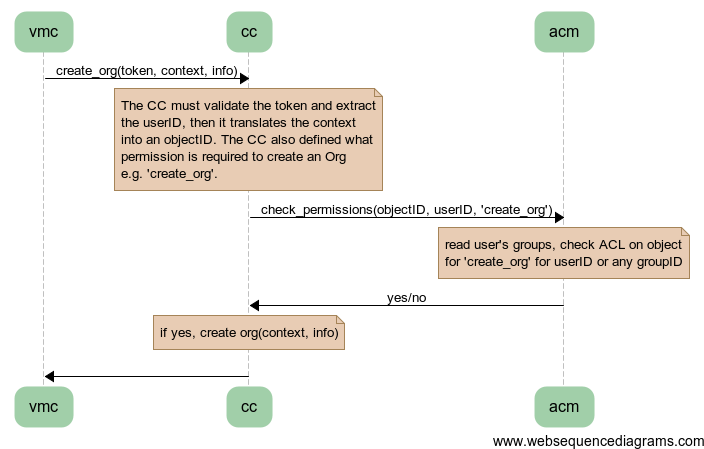 vmc
cc
acm
create_org(token, context, info)
The CC must validate the token and extract
the userID, then it translates the context
into an objectID. The CC also defined what
permission is required to create an Org
e.g. 'create_org'.
check_permissions(objectID, userID, 'create_org')
read user's groups, check ACL on object
for 'create_org' for userID or any groupID
yes/no
if yes, create org(context, info)
vmc
cc
acm
www.websequencediagrams.com